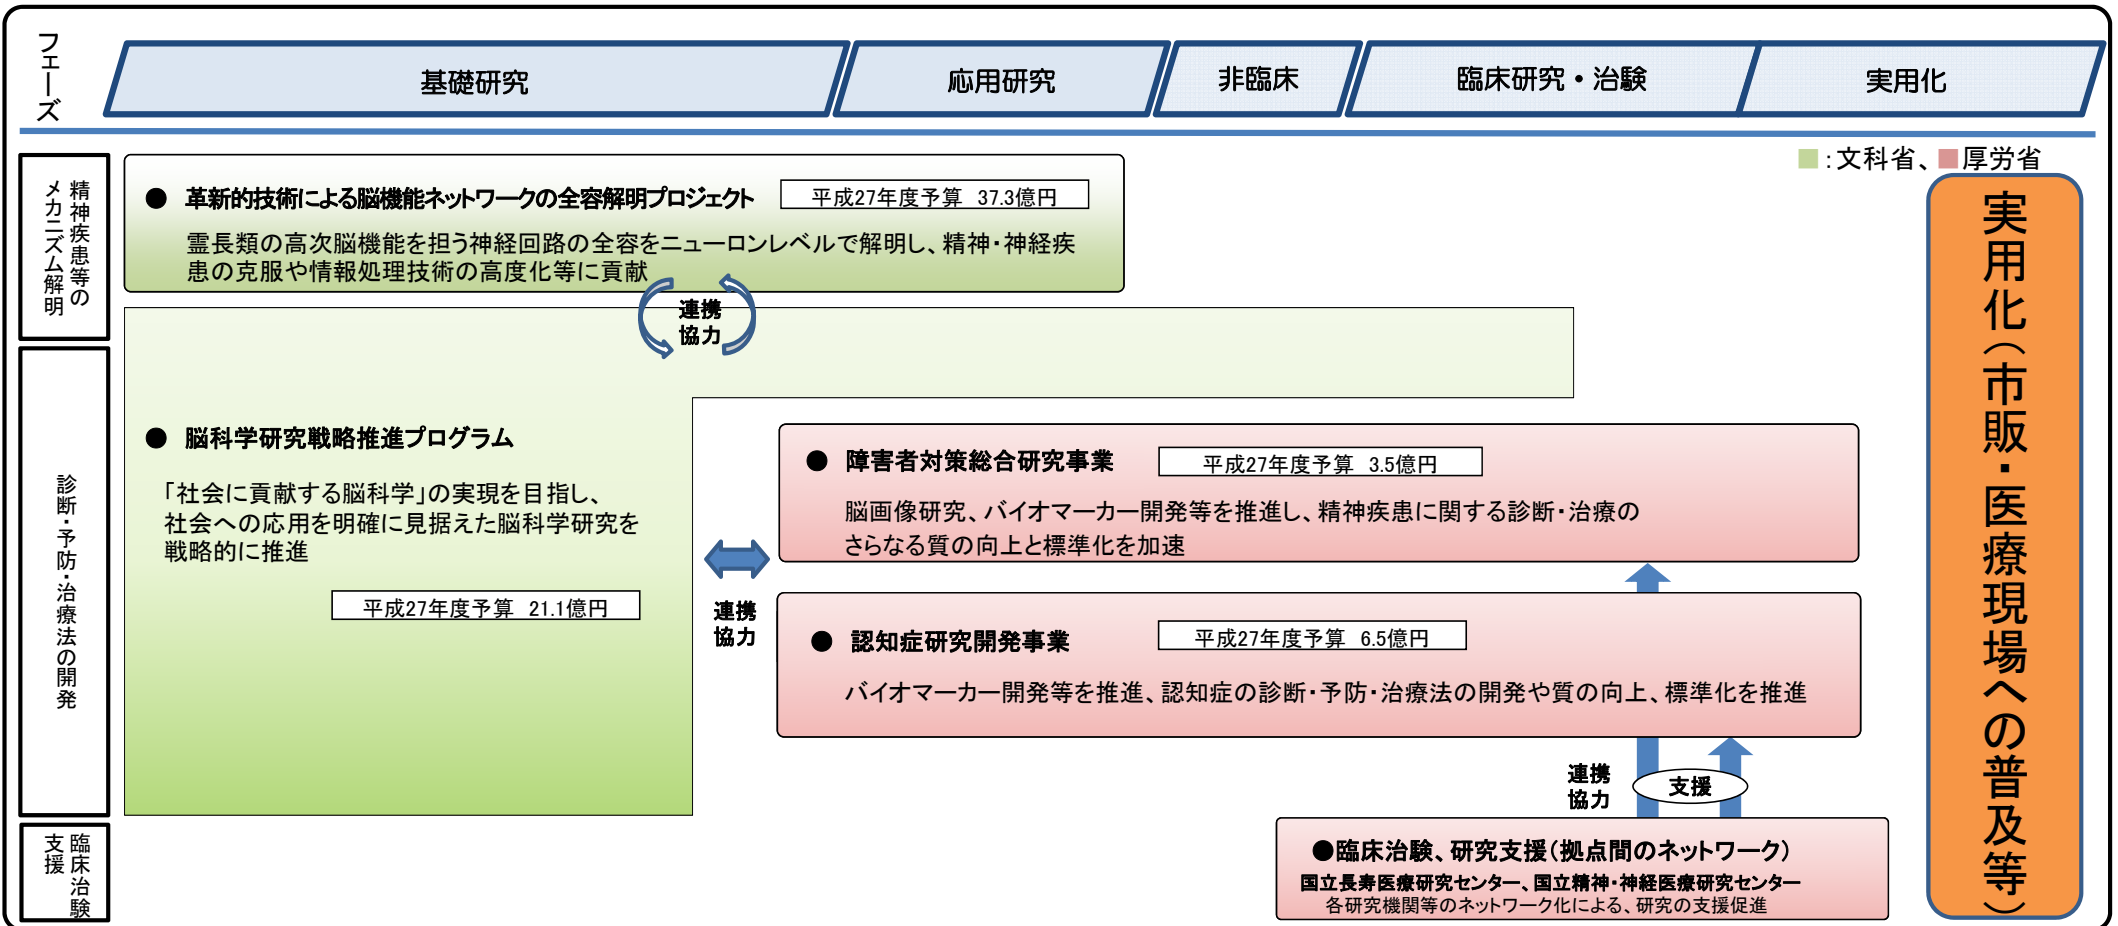 フェーズ
基礎研究
応用研究
非臨床
臨床研究・治験
実用化
■:文科省、■厚労省
精神疾患等の
メカニズム解明
● 革新的技術による脳機能ネットワークの全容解明プロジェクト
平成27年度予算 37.3億円
霊長類の高次脳機能を担う神経回路の全容をニューロンレベルで解明し、精神・神経疾
患の克服や情報処理技術の高度化等に貢献
連携
協力
診断・予防・治療法の開発
● 脳科学研究戦略推進プログラム
「社会に貢献する脳科学」の実現を目指し、
社会への応用を明確に見据えた脳科学研究を
戦略的に推進
平成27年度予算 21.1億円
連携
協力
● 障害者対策総合研究事業
平成27年度予算 3.5億円
脳画像研究、バイオマーカー開発等を推進し、精神疾患に関する診断・治療の
さらなる質の向上と標準化を加速
● 認知症研究開発事業
平成27年度予算 6.5億円
バイオマーカー開発等を推進、認知症の診断・予防・治療法の開発や質の向上、標準化を推進
連携
協力
支援
臨床治験
支援
●臨床治験、研究支援(拠点間のネットワーク)
国立長寿医療研究センター、国立精神・神経医療研究センター
各研究機関等のネットワーク化による、研究の支援促進
実用化(市販・医療現場への普及等)